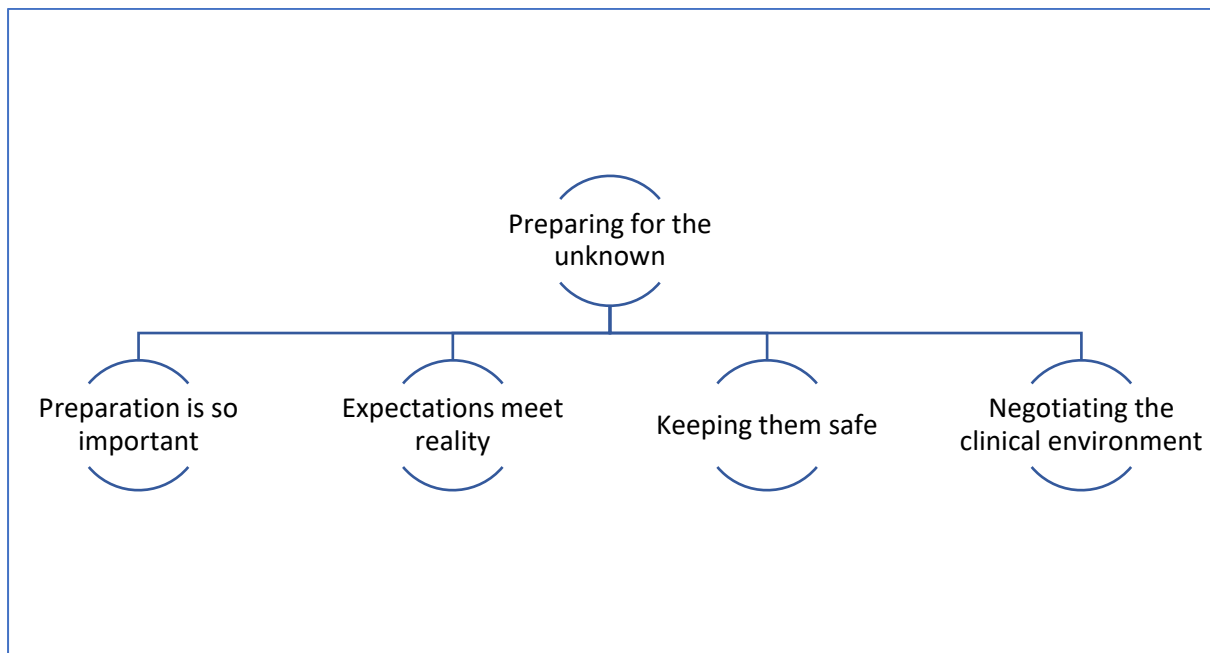 Preparing for the
unknown
Preparation is so
important
Expectations meet
reality
Keeping them safe
Negotiating the
clinical environment